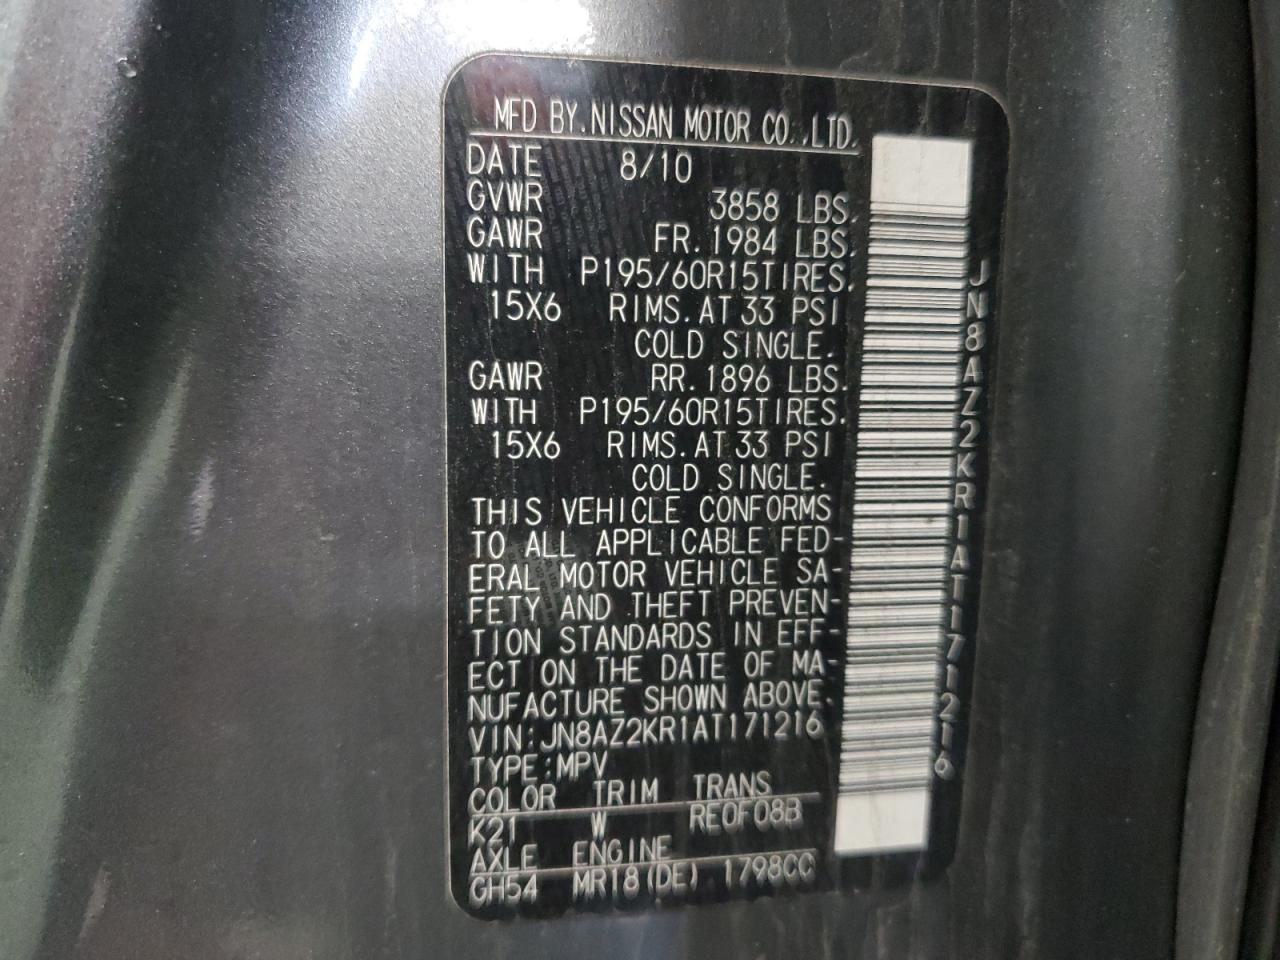 MFD BY.NISSAN MOTOR CO.,LTD.
DATE 8/10
GVWR 3858 LBS.
GAWR FR. 1984 LBS.
WITH P195/60R15TIRES.
15X6 RIMS. AT 33 PSI
COLD SINGLE.
GAWR RR. 1896 LBS.
WITH P195/60R15TIRES.
15X6 RIMS. AT 33 PSI
COLD SINGLE.
THIS VEHICLE CONFORMS
TO ALL APPLICABLE FED-
ERAL MOTOR VEHICLE SA-
FETY AND THEFT PREVEN-
TION STANDARDS IN EFF-
ECT ON THE DATE OF MA-
NUFACTURE SHOWN ABOVE.
VIN:JN8AZ2KR1AT171216
TYPE:MPV
COLOR TRIM TRANS
K21 W RE0F08B
AXLE ENGINE
GH54 MR18(DE) 1798CC
JN8AZ2KR1AT171216